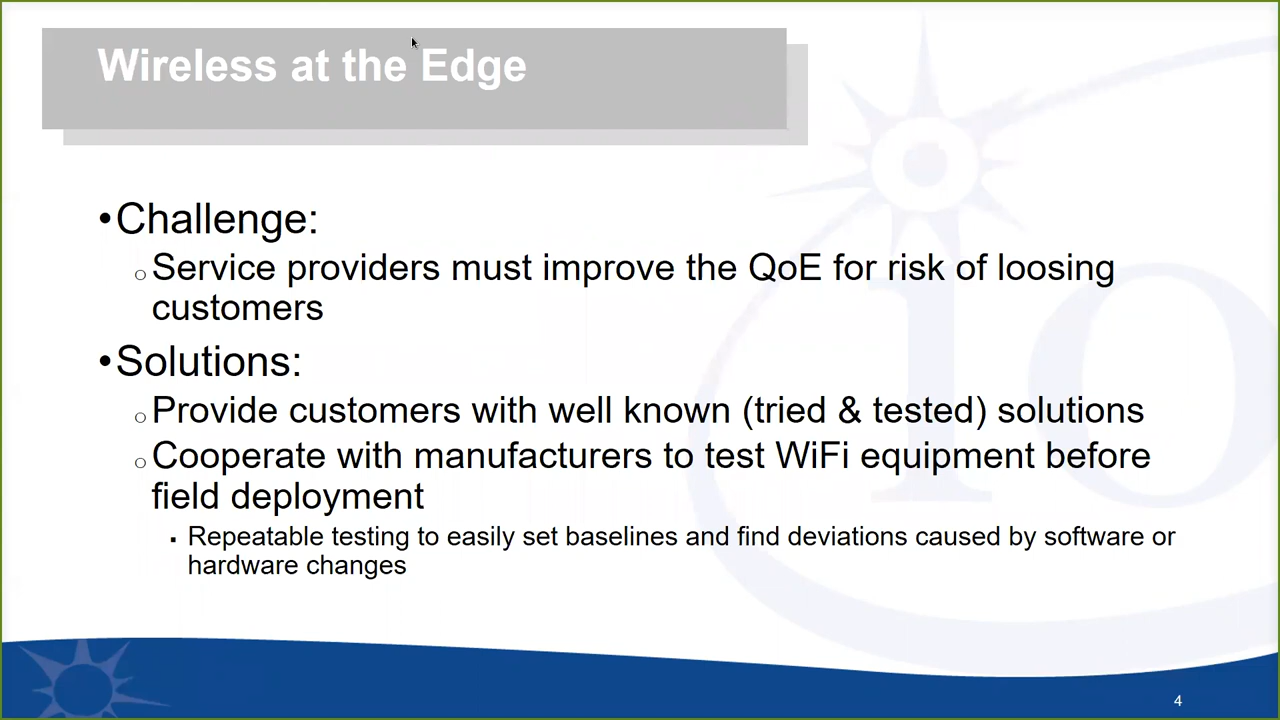 Wireless at the Edge
•Challenge:
○Service providers must improve the QoE for risk of loosing
customers
•Solutions:
○Provide customers with well known (tried & tested) solutions
○Cooperate with manufacturers to test WiFi equipment before
field deployment
▪ Repeatable testing to easily set baselines and find deviations caused by software or
hardware changes
io
4